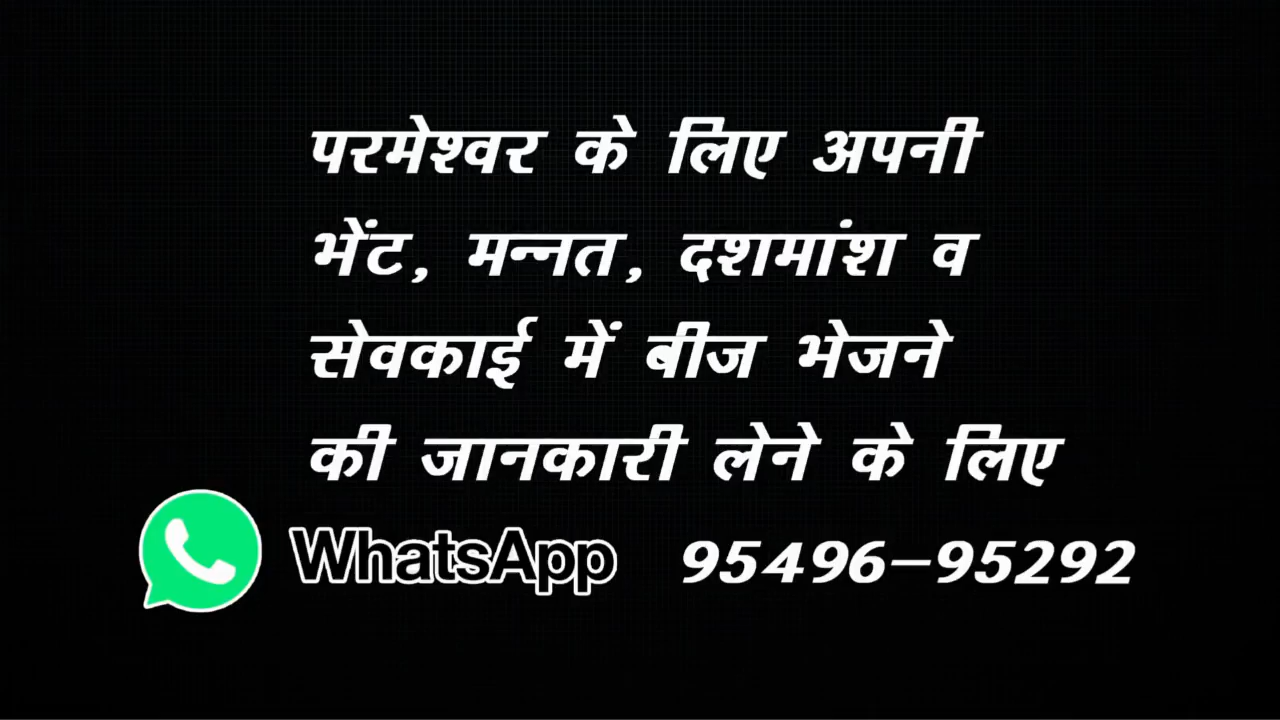 परमेश्वर के लिए अपनी
भेंट, मन्नत, दशमांश व
सेवकाई में बीज भेजने
की जानकारी लेने के लिए
WhatsApp 95496-95292